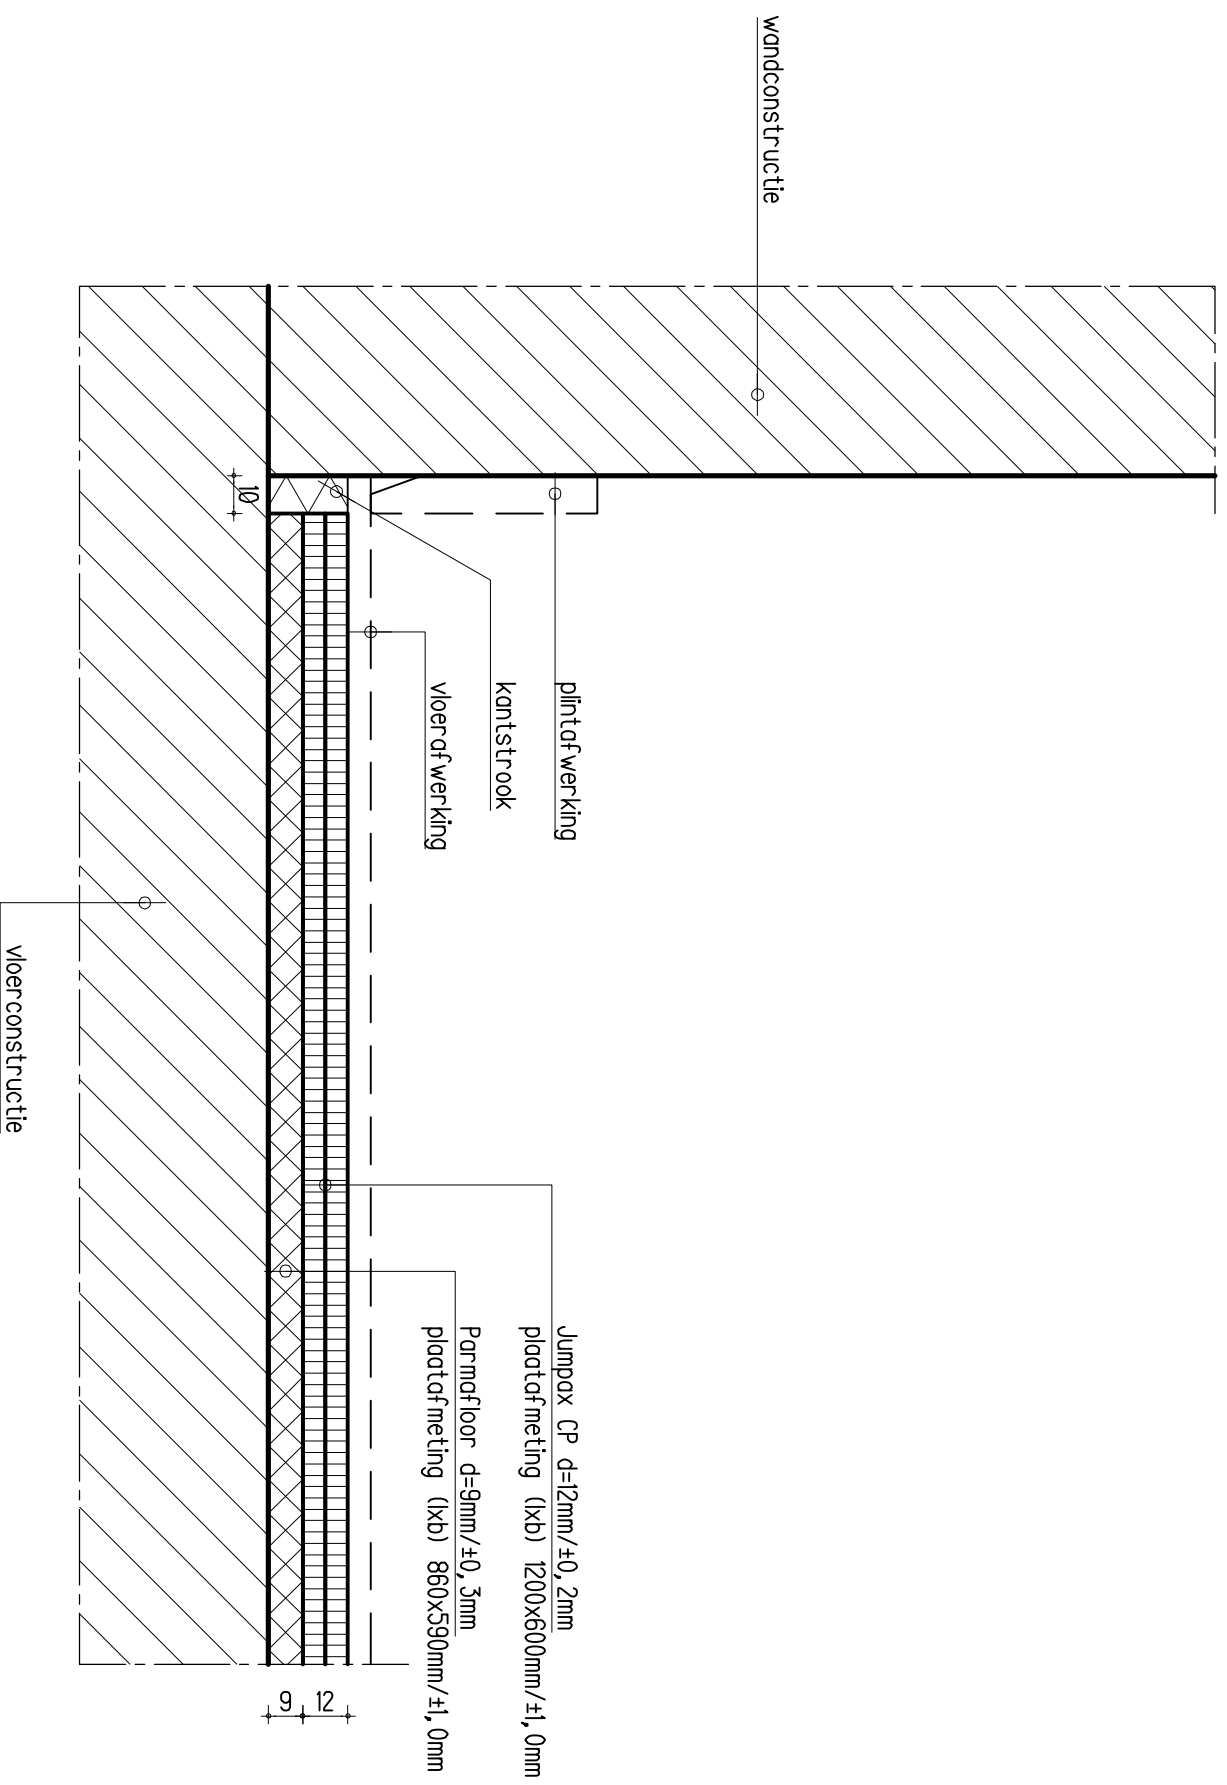 wandconstructie
plintafwerking
kantstrook
vloerafwerking
10
Jumpax CP d=12mm/±0,2mm
plaatafmeting (lxb) 1200x600mm/±1,0mm
Parmafloor d=9mm/±0,3mm
plaatafmeting (lxb) 860x590mm/±1,0mm
12
9
vloerconstructie